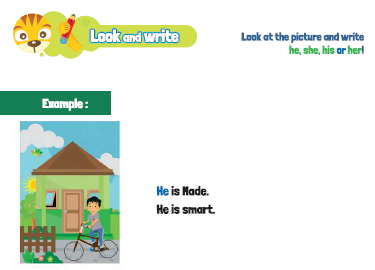 Look and write
Look at the picture and write
he, she, his or her!
Example :
He is Made.
He is smart.